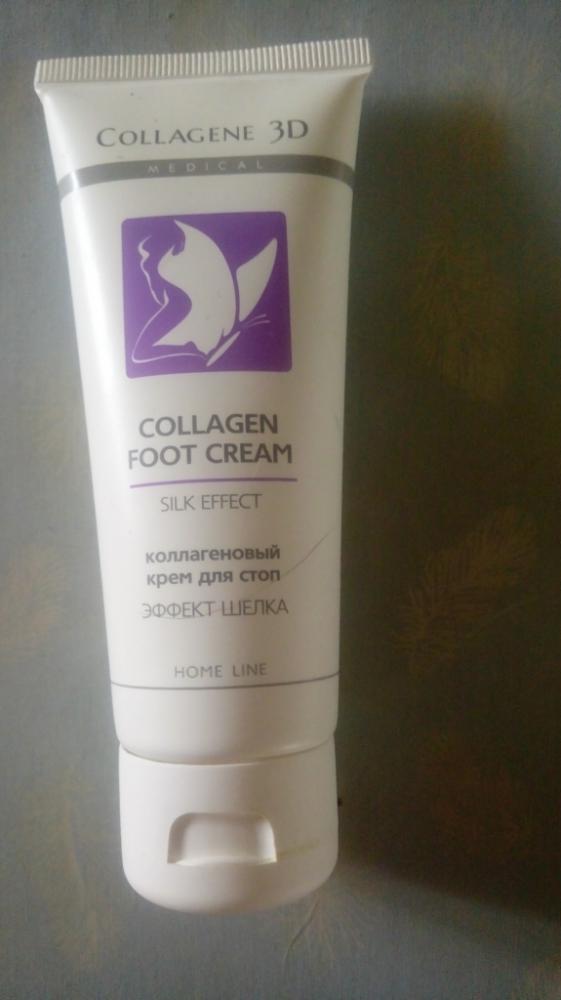 COLLAGENE 3D
MEDICAL
COLLAGEN
FOOT CREAM
SILK EFFECT
коллагеновый
крем для стоп
ЭФФЕКТ ШЕЛКА
HOME LINE